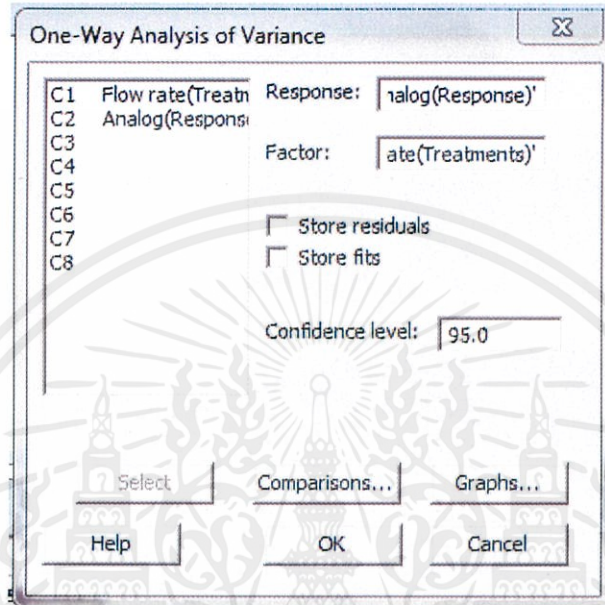 One-Way Analysis of Variance
C1 Flow rate(Treatn
C2 Analog(Respons
C3
C4
C5
C6
C7
C8
Response: nalog(Response)'
Factor: ate(Treatments)'
Store residuals
Store fits
Confidence level: 95.0
Select Comparisons... Graphs...
Help OK Cancel